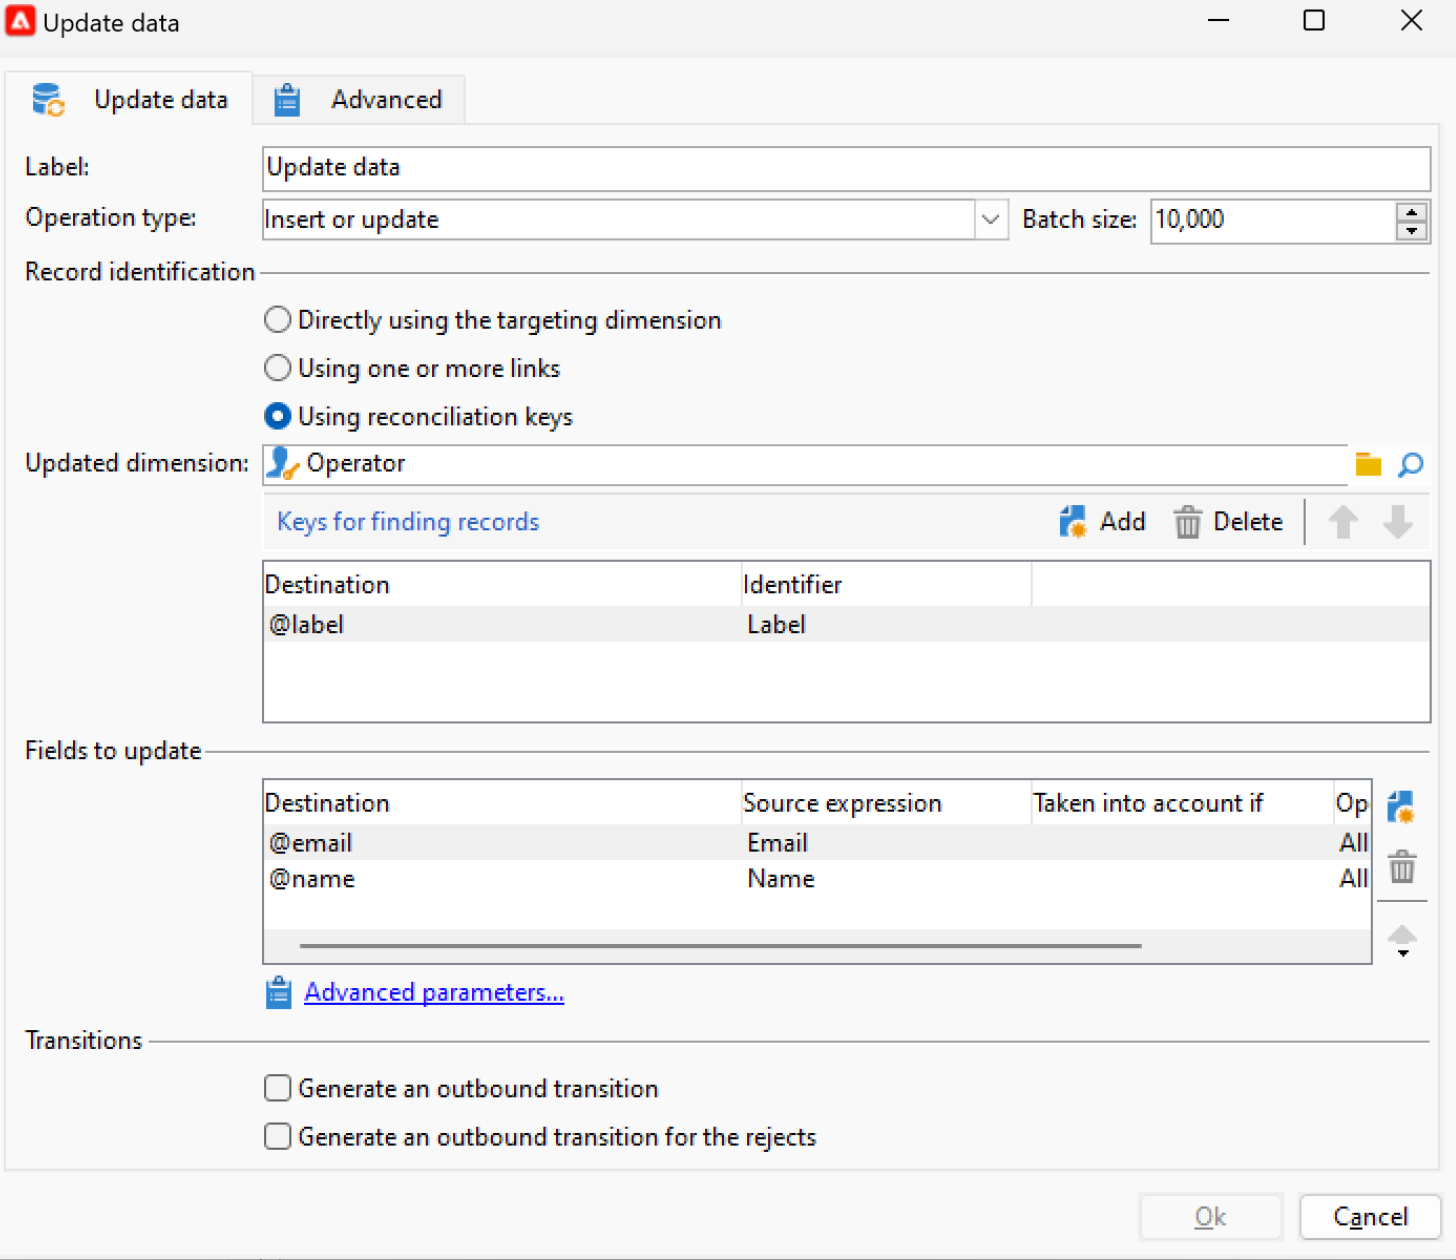 Update data
Update data Advanced
Label: Update data
Operation type: Insert or update Batch size: 10,000
Record identification
Directly using the targeting dimension
Using one or more links
Using reconciliation keys
Updated dimension: Operator
Keys for finding records Add Delete
Destination Identifier
@label Label
Fields to update
Destination Source expression Taken into account if Op
@email Email All
@name Name All
Advanced parameters...
Transitions
Generate an outbound transition
Generate an outbound transition for the rejects
Ok Cancel